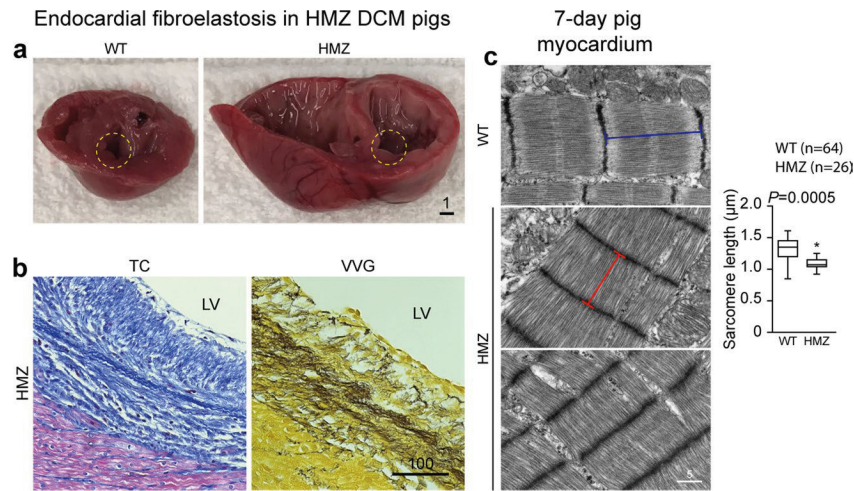 Endocardial fibroelastosis in HMZ DCM pigs
a
WT
HMZ
1
b
TC
VVG
HMZ
LV
LV
100
7-day pig
myocardium
c
WT
HMZ
5
WT (n=64)
HMZ (n=26)
P=0.0005
Sarcomere length (μm)
2.0
1.5
1.0
0.5
0
*
WT HMZ